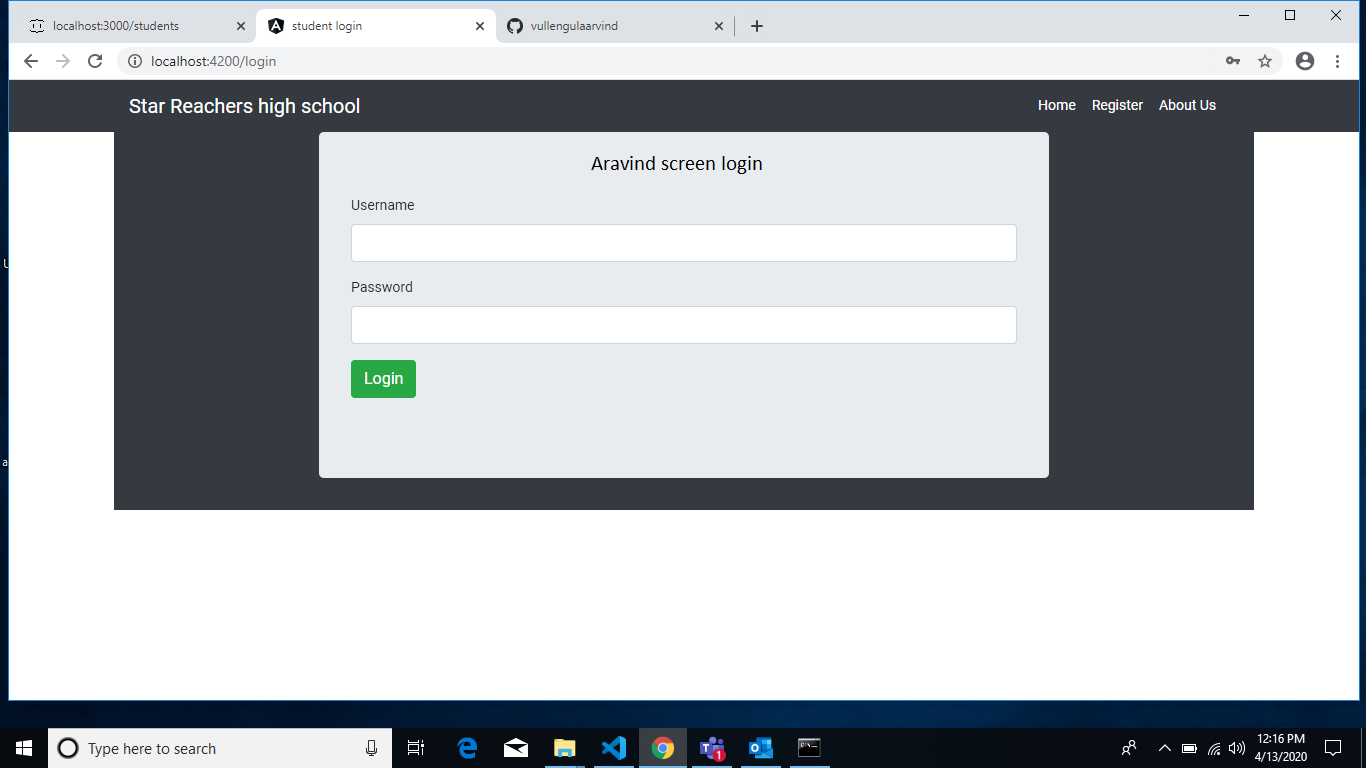 localhost:3000/students
student login
vullengulaarvind
localhost:4200/login
Star Reachers high school
Home Register About Us
Aravind screen login
Username
Password
Login
U
a
Type here to search
1
12:16 PM
4/13/2020